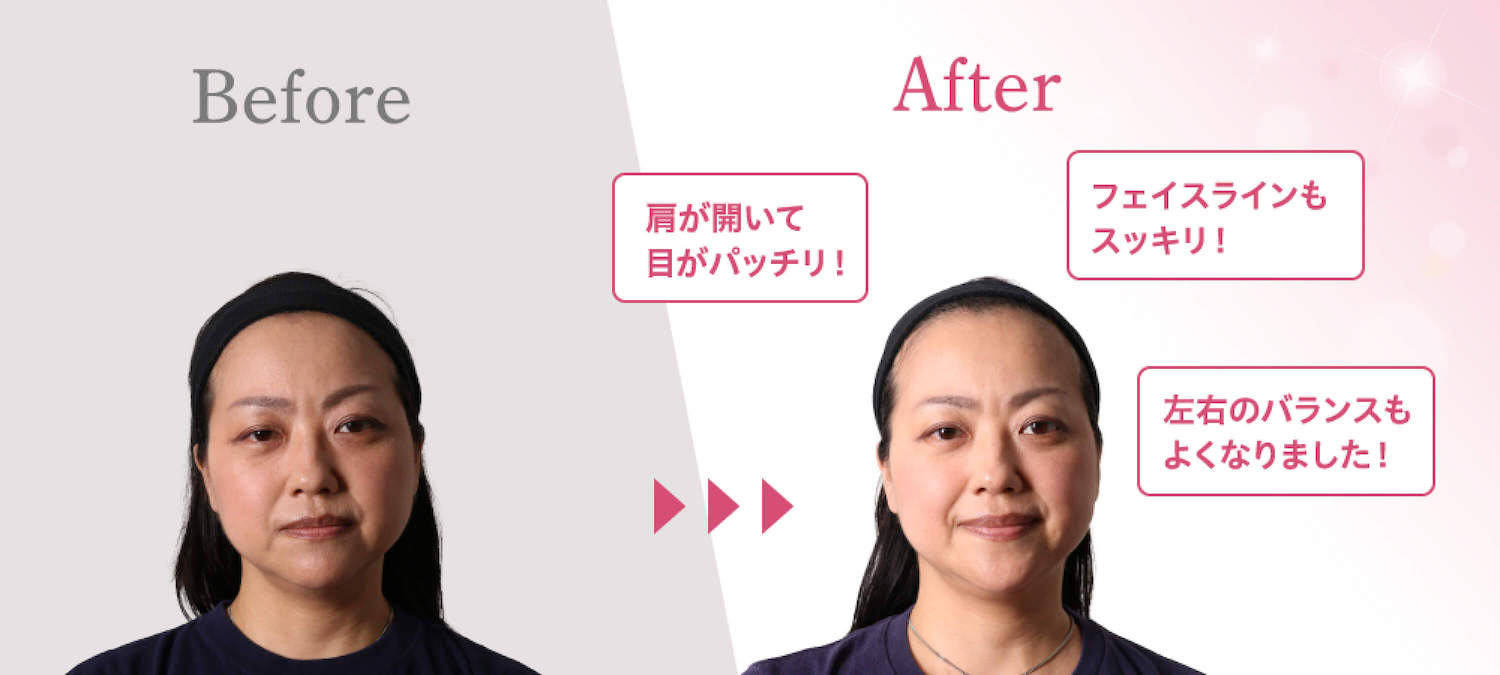 Before
After
肩が開いて
目がパッチリ！
フェイスラインも
スッキリ！
左右のバランスも
よくなりました！